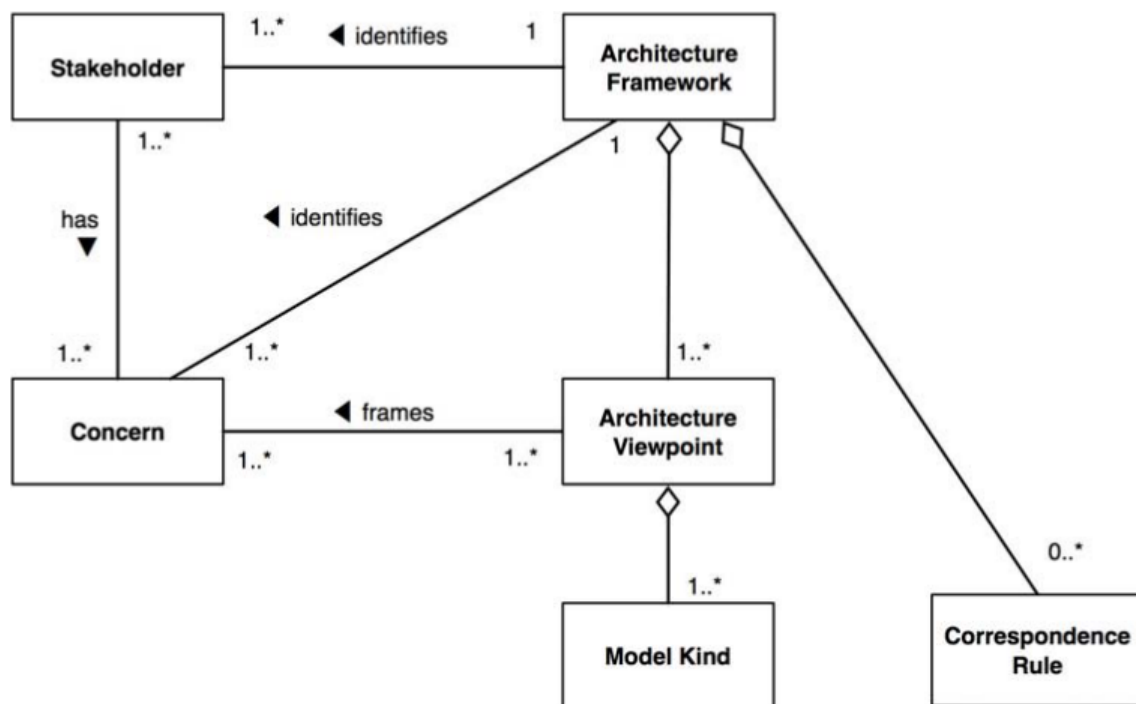 1..* ◀ identifies 1
Stakeholder
Architecture
Framework
1..*
1
has
▼
◀ identifies
1..*
1..*
1..*
◀ frames
Concern
Architecture
Viewpoint
1..*
1..*
1..*
0..*
Model Kind
Correspondence
Rule